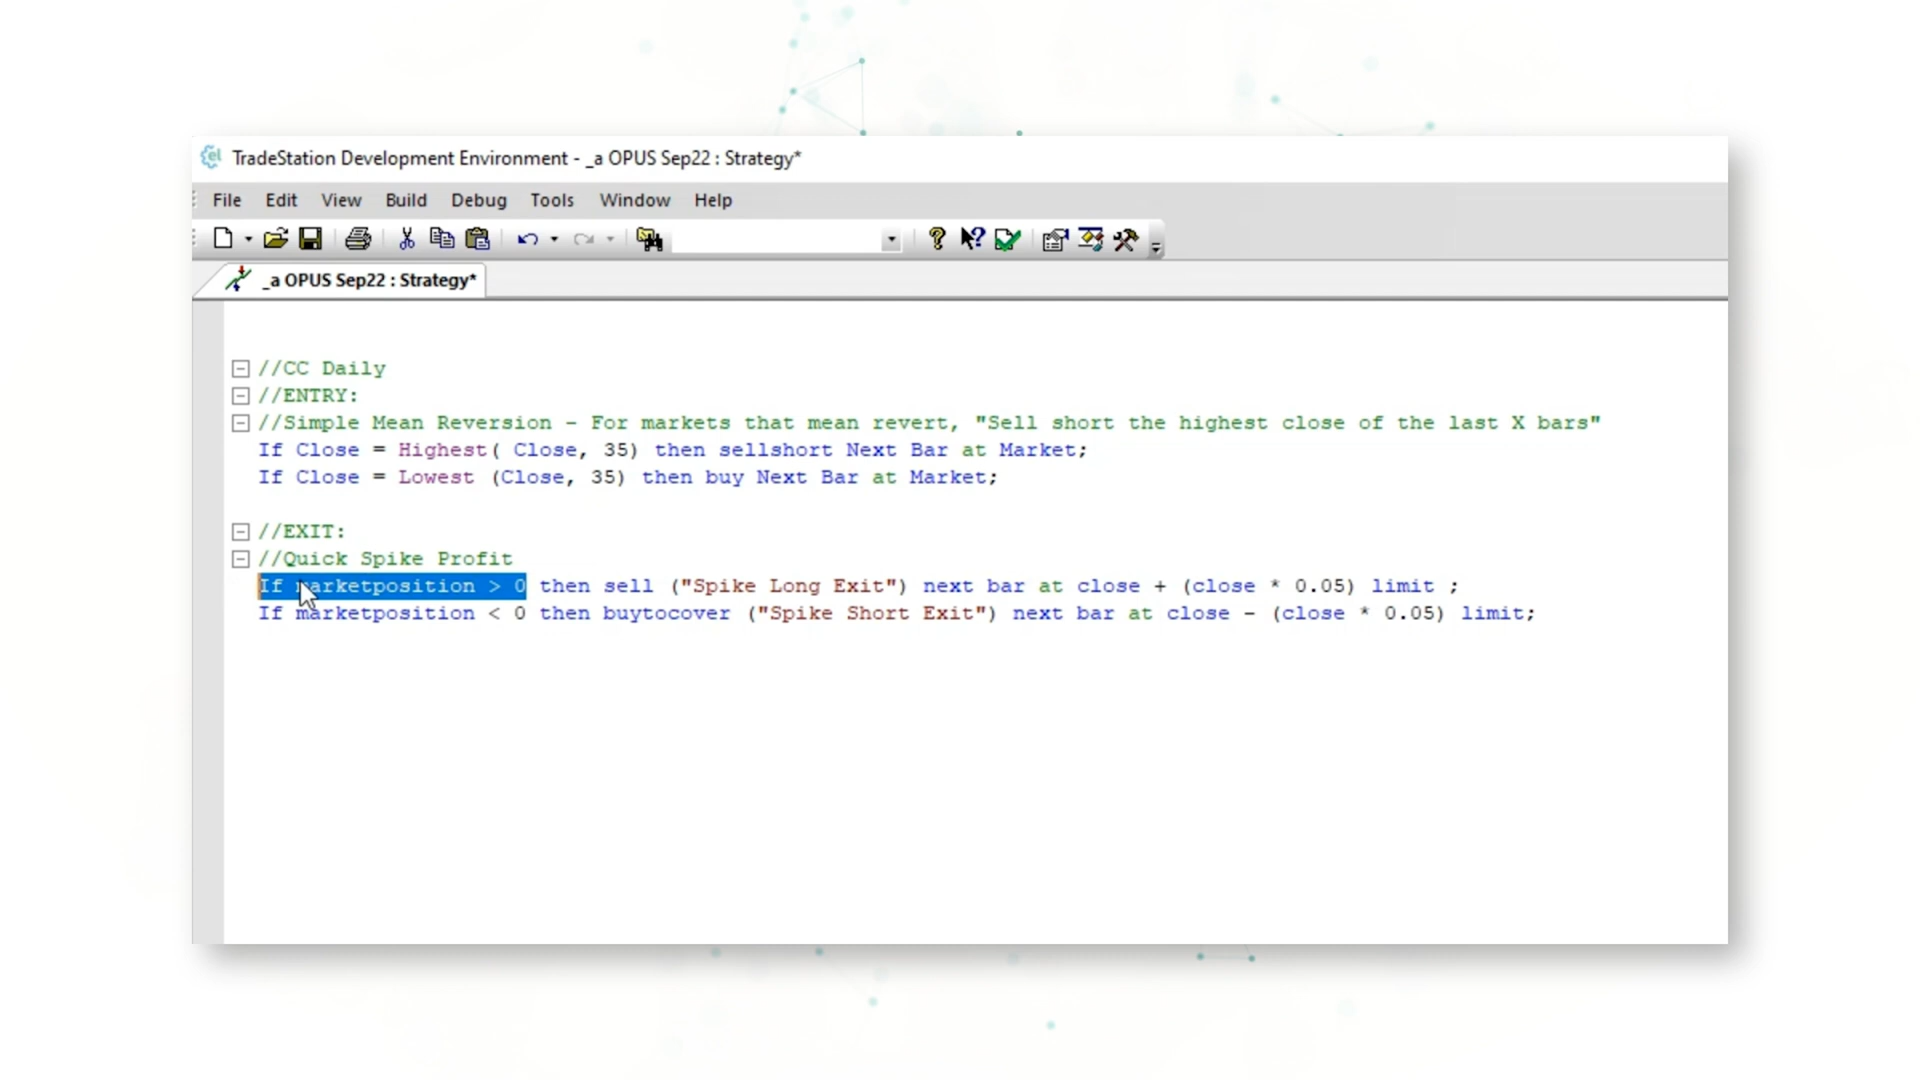 el TradeStation Development Environment - _a OPUS Sep22 : Strategy*
File Edit View Build Debug Tools Window Help
_a OPUS Sep22 : Strategy*
//CC Daily
//ENTRY:
//Simple Mean Reversion - For markets that mean revert, "Sell short the highest close of the last X bars"
If Close = Highest( Close, 35) then sellshort Next Bar at Market;
If Close = Lowest (Close, 35) then buy Next Bar at Market;
//EXIT:
//Quick Spike Profit
If marketposition > 0 then sell ("Spike Long Exit") next bar at close + (close * 0.05) limit ;
If marketposition < 0 then buytocover ("Spike Short Exit") next bar at close - (close * 0.05) limit;